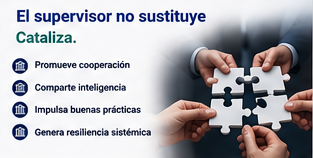 El supervisor no sustituye
Cataliza.
Promueve cooperación
Comparte inteligencia
Impulsa buenas prácticas
Genera resiliencia sistémica